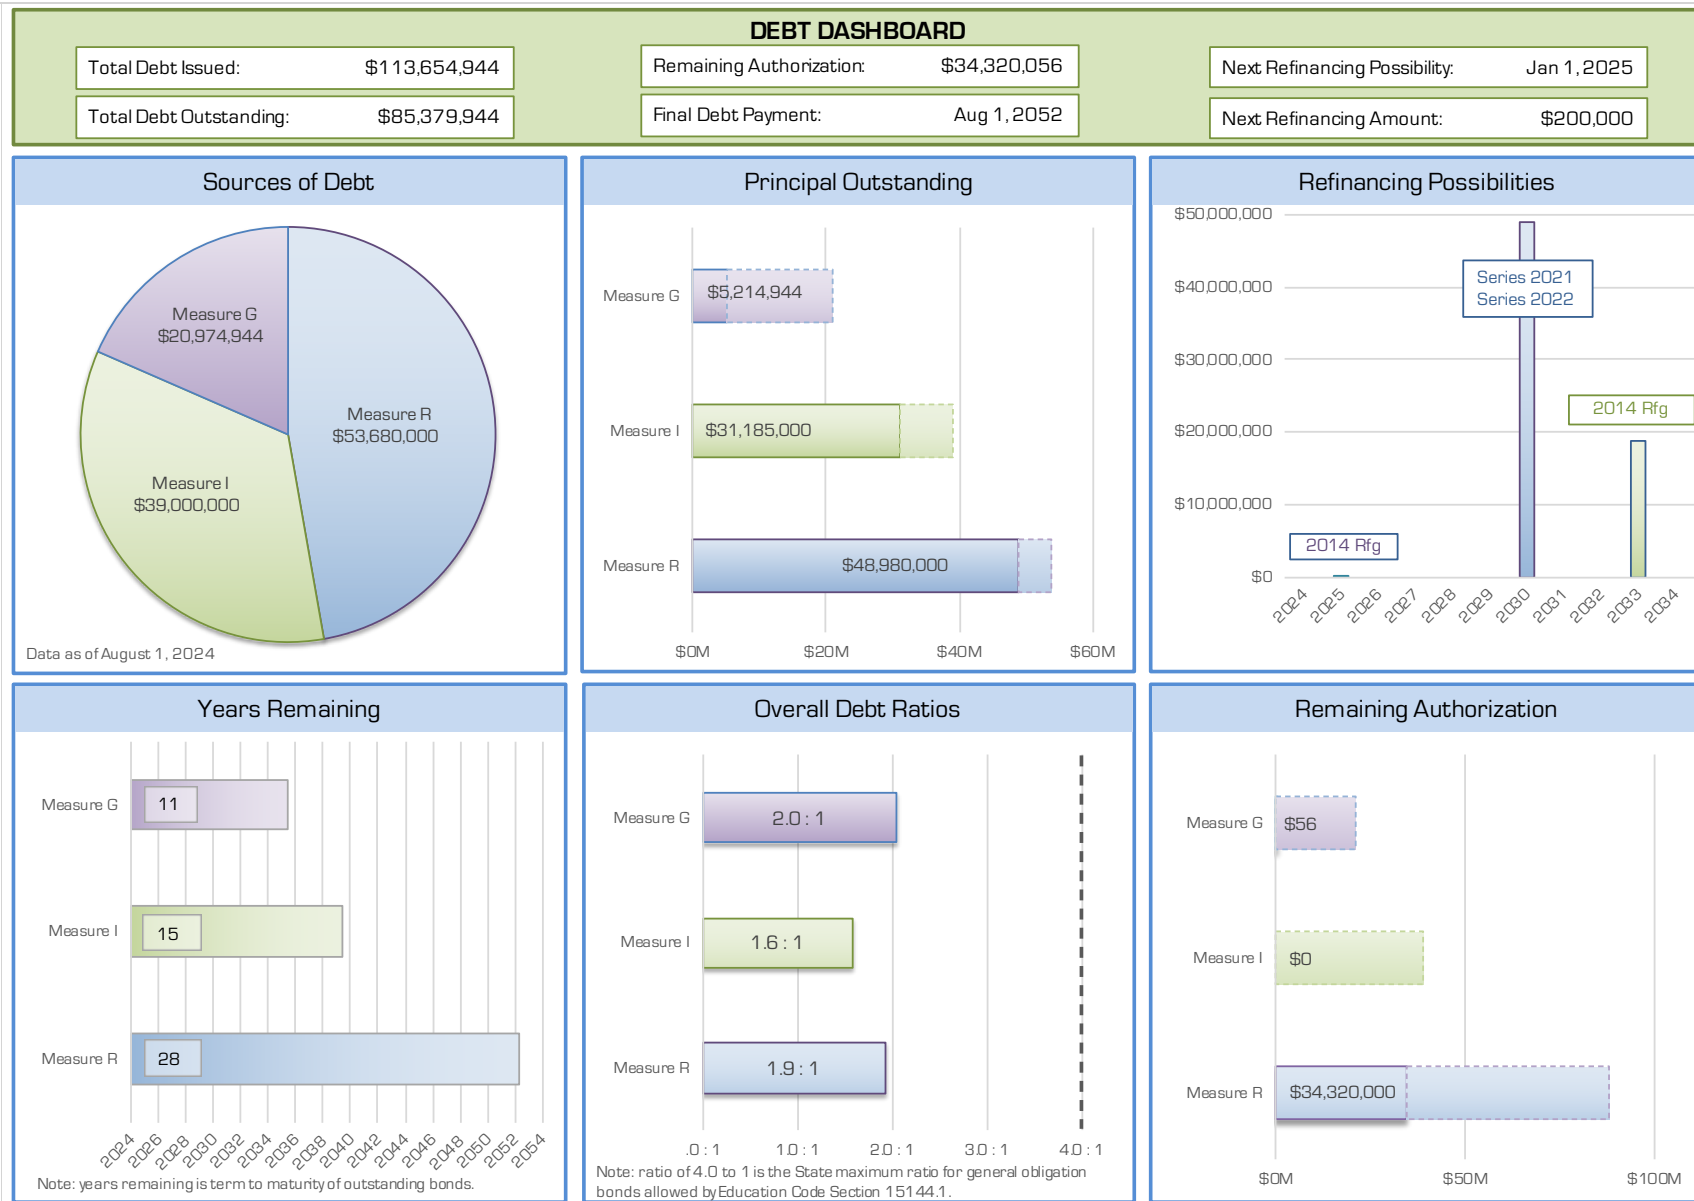 DEBT DASHBOARD
Total Debt Issued: $113,654,944
Remaining Authorization: $34,320,056
Next Refinancing Possibility: Jan 1, 2025
Total Debt Outstanding: $85,379,944
Final Debt Payment: Aug 1, 2052
Next Refinancing Amount: $200,000
Sources of Debt
Measure G
$20,974,944
Measure R
$53,680,000
Measure I
$39,000,000
Data as of August 1, 2024
Principal Outstanding
Measure G $5,214,944
Measure I $31,185,000
Measure R $48,980,000
$0M $20M $40M $60M
Refinancing Possibilities
$50,000,000
$40,000,000
$30,000,000
$20,000,000
$10,000,000
$0
Series 2021
Series 2022
2014 Rfg
2014 Rfg
2024 2025 2026 2027 2028 2029 2030 2031 2032 2033 2034
Years Remaining
Measure G 11
Measure I 15
Measure R 28
2024 2026 2028 2030 2032 2034 2036 2038 2040 2042 2044 2046 2048 2050 2052 2054
Note: years remaining is term to maturity of outstanding bonds.
Overall Debt Ratios
Measure G 2.0 : 1
Measure I 1.6 : 1
Measure R 1.9 : 1
.0 : 1 1.0 : 1 2.0 : 1 3.0 : 1 4.0 : 1
Note: ratio of 4.0 to 1 is the State maximum ratio for general obligation
bonds allowed by Education Code Section 15144.1.
Remaining Authorization
Measure G $56
Measure I $0
Measure R $34,320,000
$0M $50M $100M